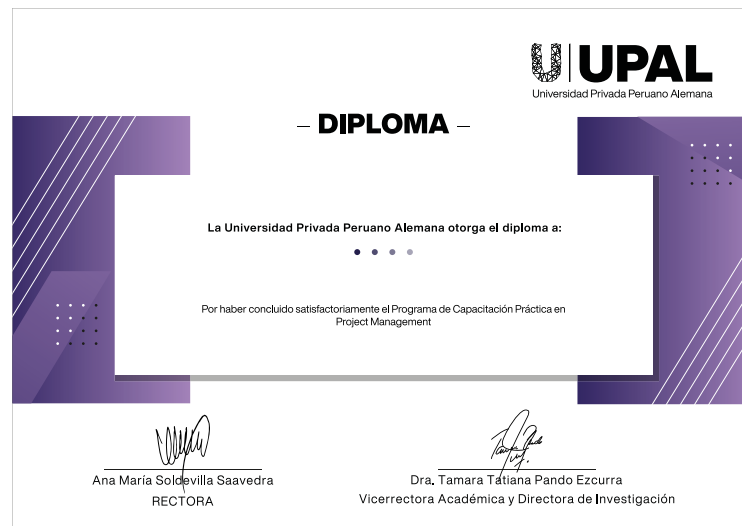 UPAL
Universidad Privada Peruano Alemana
– DIPLOMA –
La Universidad Privada Peruano Alemana otorga el diploma a:
Por haber concluido satisfactoriamente el Programa de Capacitación Práctica en
Project Management
Ana María Soldevilla Saavedra
RECTORA
Dra. Tamara Tatiana Pando Ezcurra
Vicerrectora Académica y Directora de Investigación